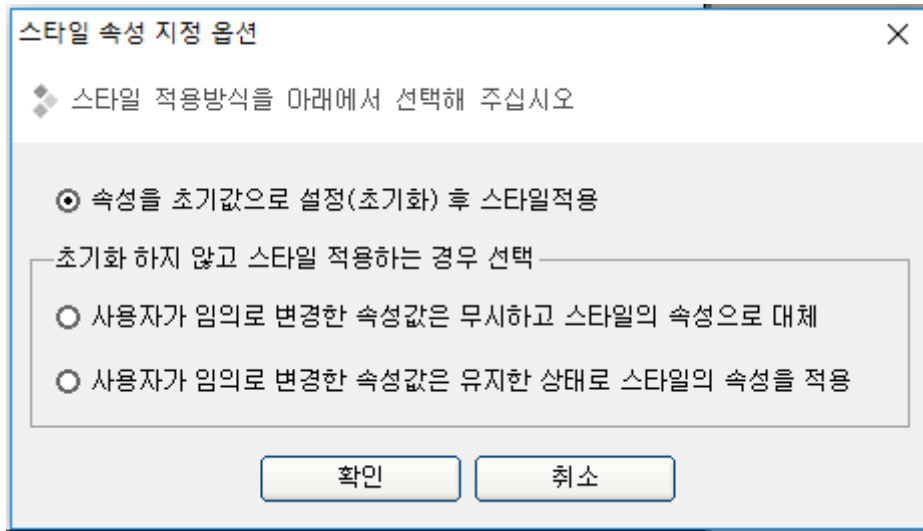 스타일 속성 지정 옵션
스타일 적용방식을 아래에서 선택해 주십시오
속성을 초기값으로 설정(초기화) 후 스타일적용
초기화 하지 않고 스타일 적용하는 경우 선택
사용자가 임의로 변경한 속성값은 무시하고 스타일의 속성으로 대체
사용자가 임의로 변경한 속성값은 유지한 상태로 스타일의 속성을 적용
확인 취소